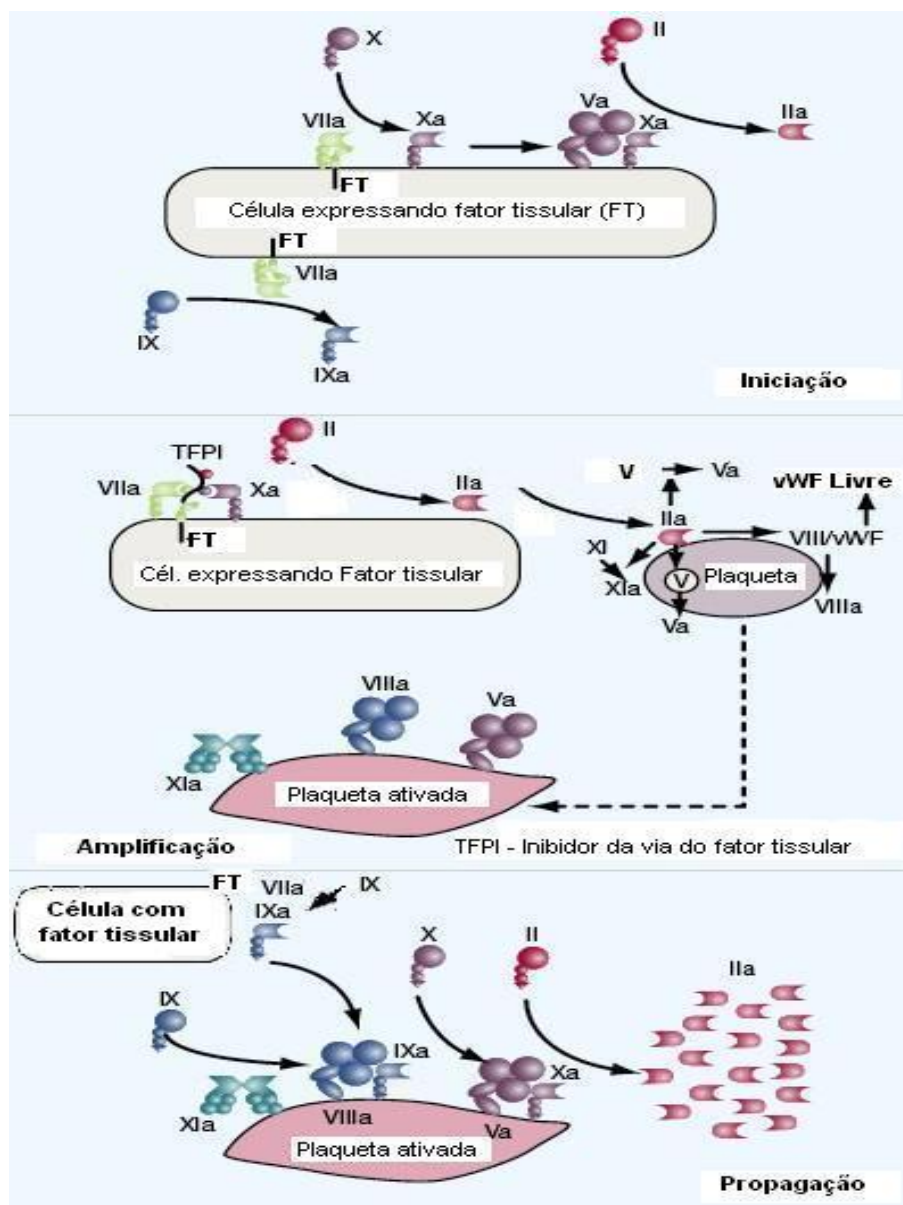 X
II
VIIa
Xa
Va
Xa
IIa
FT
Célula expressando fator tissular (FT)
FT
VIIa
IX
IXa
Iniciação
TFPI
II
VIIa
Xa
IIa
V
Va
vWF Livre
IIa
VIII/vWF
XI
XIa
V
Plaqueta
VIIIa
Va
FT
Cél. expressando Fator tissular
VIIIa
Va
XIa
Plaqueta ativada
Amplificação
TFPI - Inibidor da via do fator tissular
FT
VIIa
IX
IXa
Célula com
fator tissular
X
II
IIa
IX
IXa
Xa
XIa
VIIIa
Va
Plaqueta ativada
Propagação